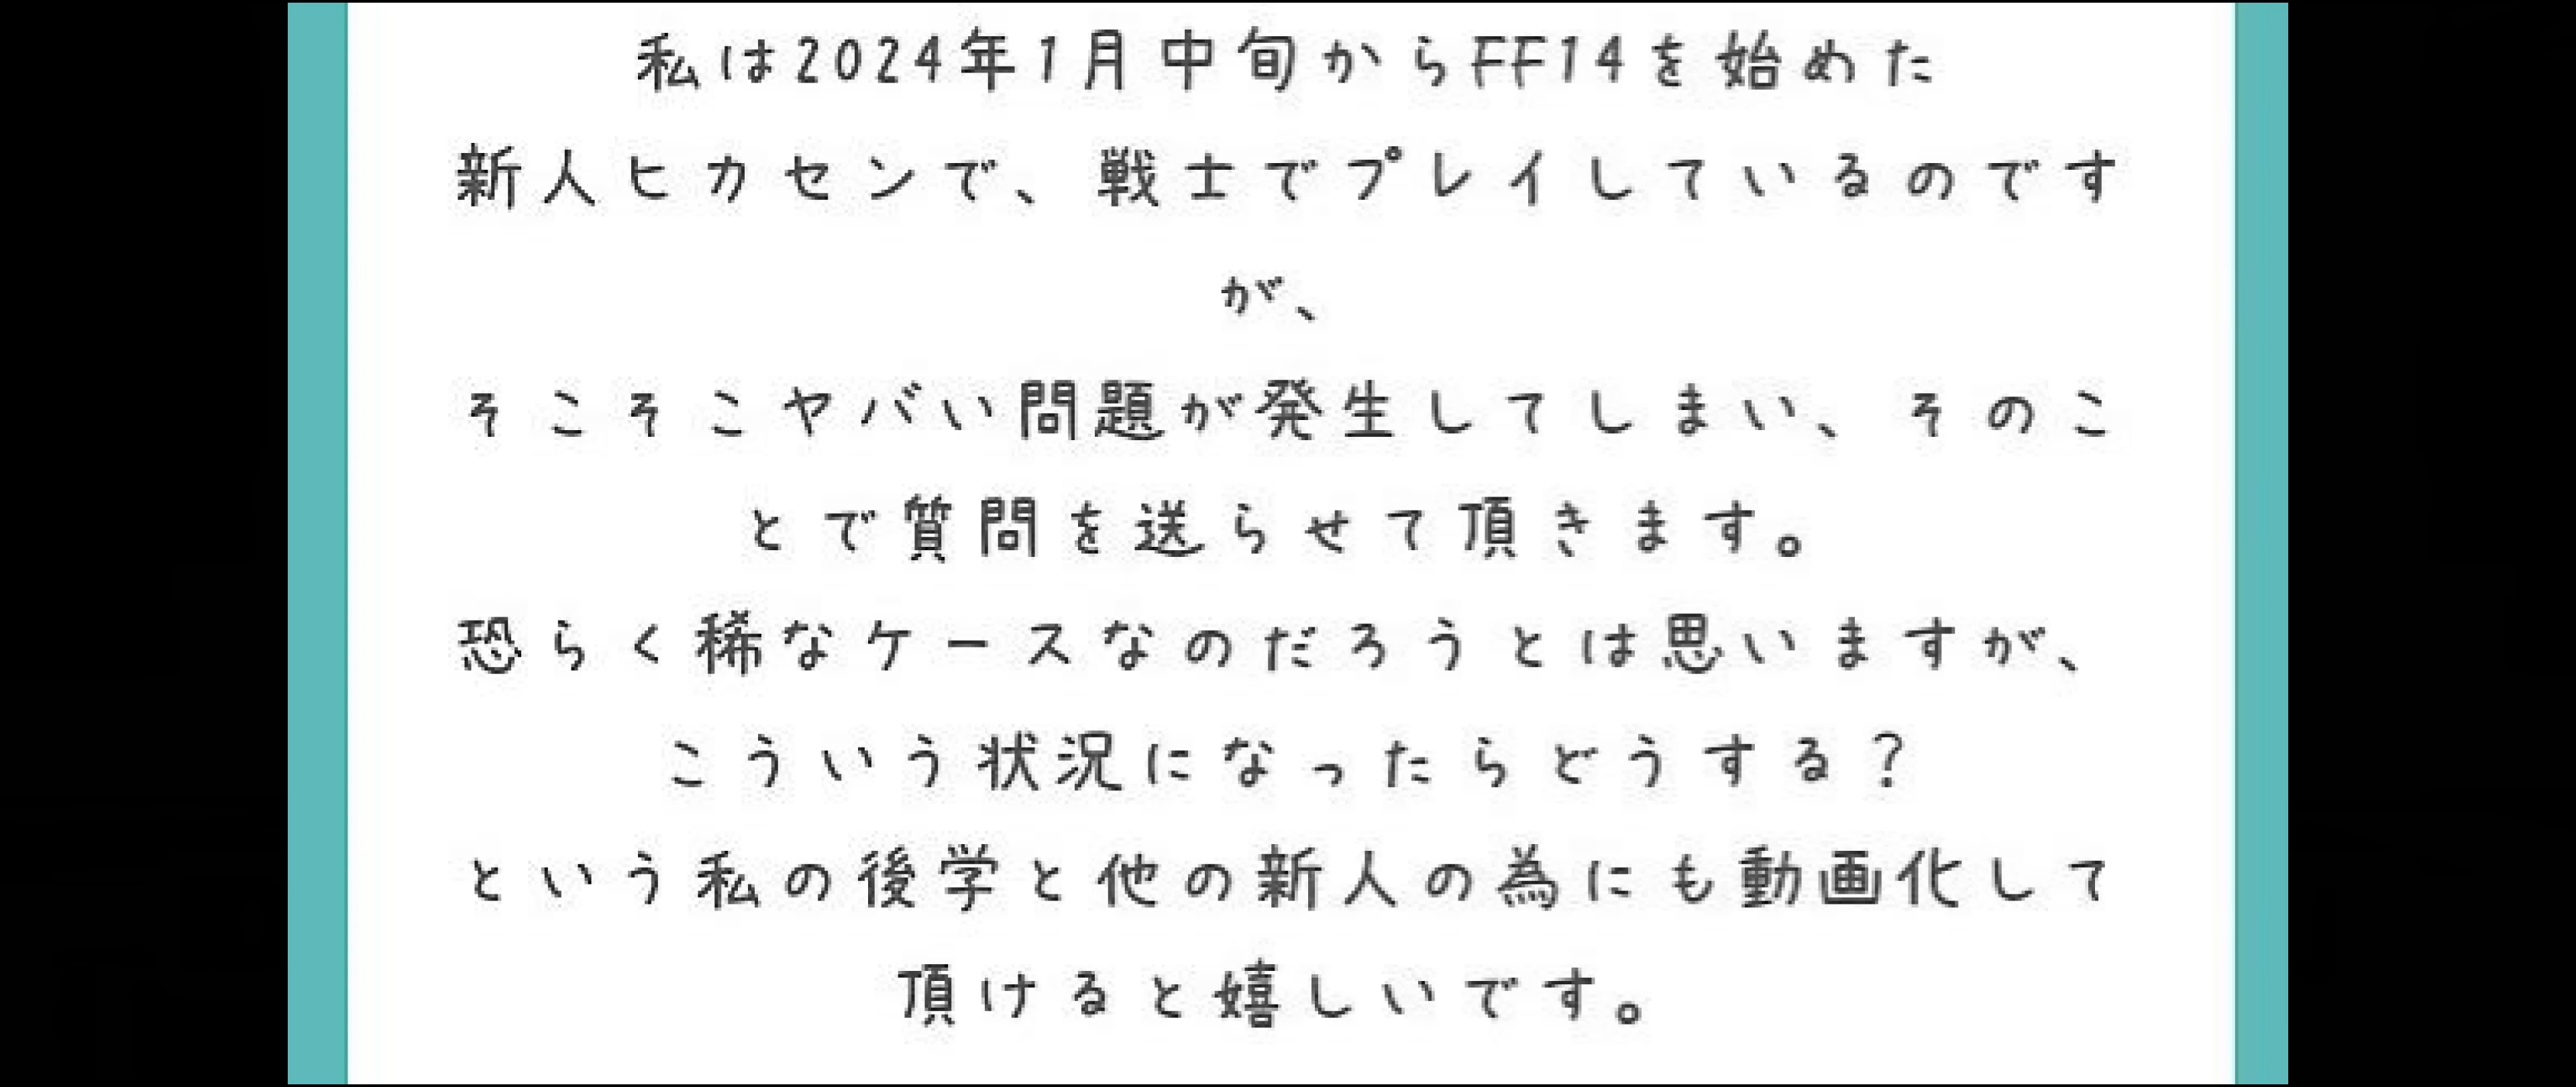 私は2024年1月中旬からFF14を始めた
新人ヒカセンで、戦士でプレイしているのです
が、
そこそこヤバい問題が発生してしまい、そのこ
とで質問を送らせて頂きます。
恐らく稀なケースなのだろうとは思いますが、
こういう状況になったらどうする？
という私の後学と他の新人の為にも動画化して
頂けると嬉しいです。